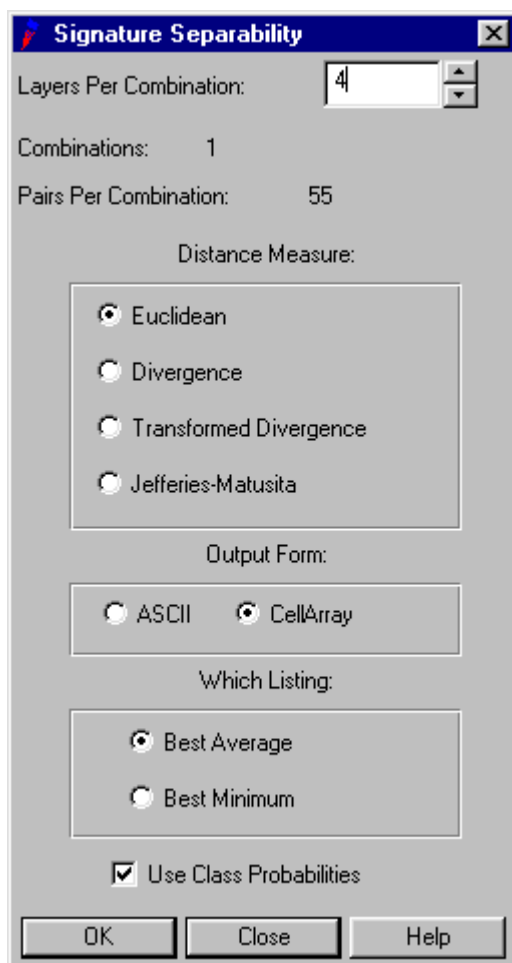 Signature Separability
Layers Per Combination: 4
Combinations: 1
Pairs Per Combination: 55
Distance Measure:
Euclidean
Divergence
Transformed Divergence
Jefferies-Matusita
Output Form:
ASCII CellArray
Which Listing:
Best Average
Best Minimum
Use Class Probabilities
OK Close Help